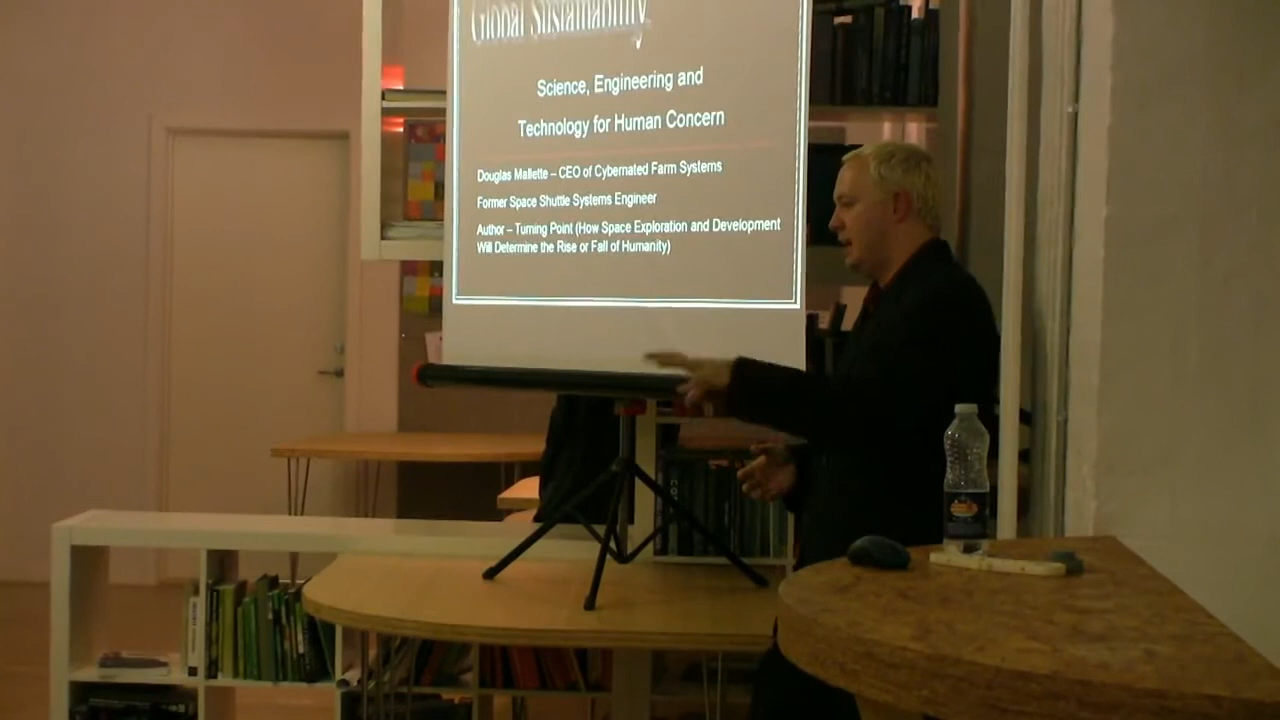 Global Sustainability
Science, Engineering and
Technology for Human Concern
Douglas Mallette – CEO of Cybernated Farm Systems
Former Space Shuttle Systems Engineer
Author – Turning Point (How Space Exploration and Development
Will Determine the Rise or Fall of Humanity)